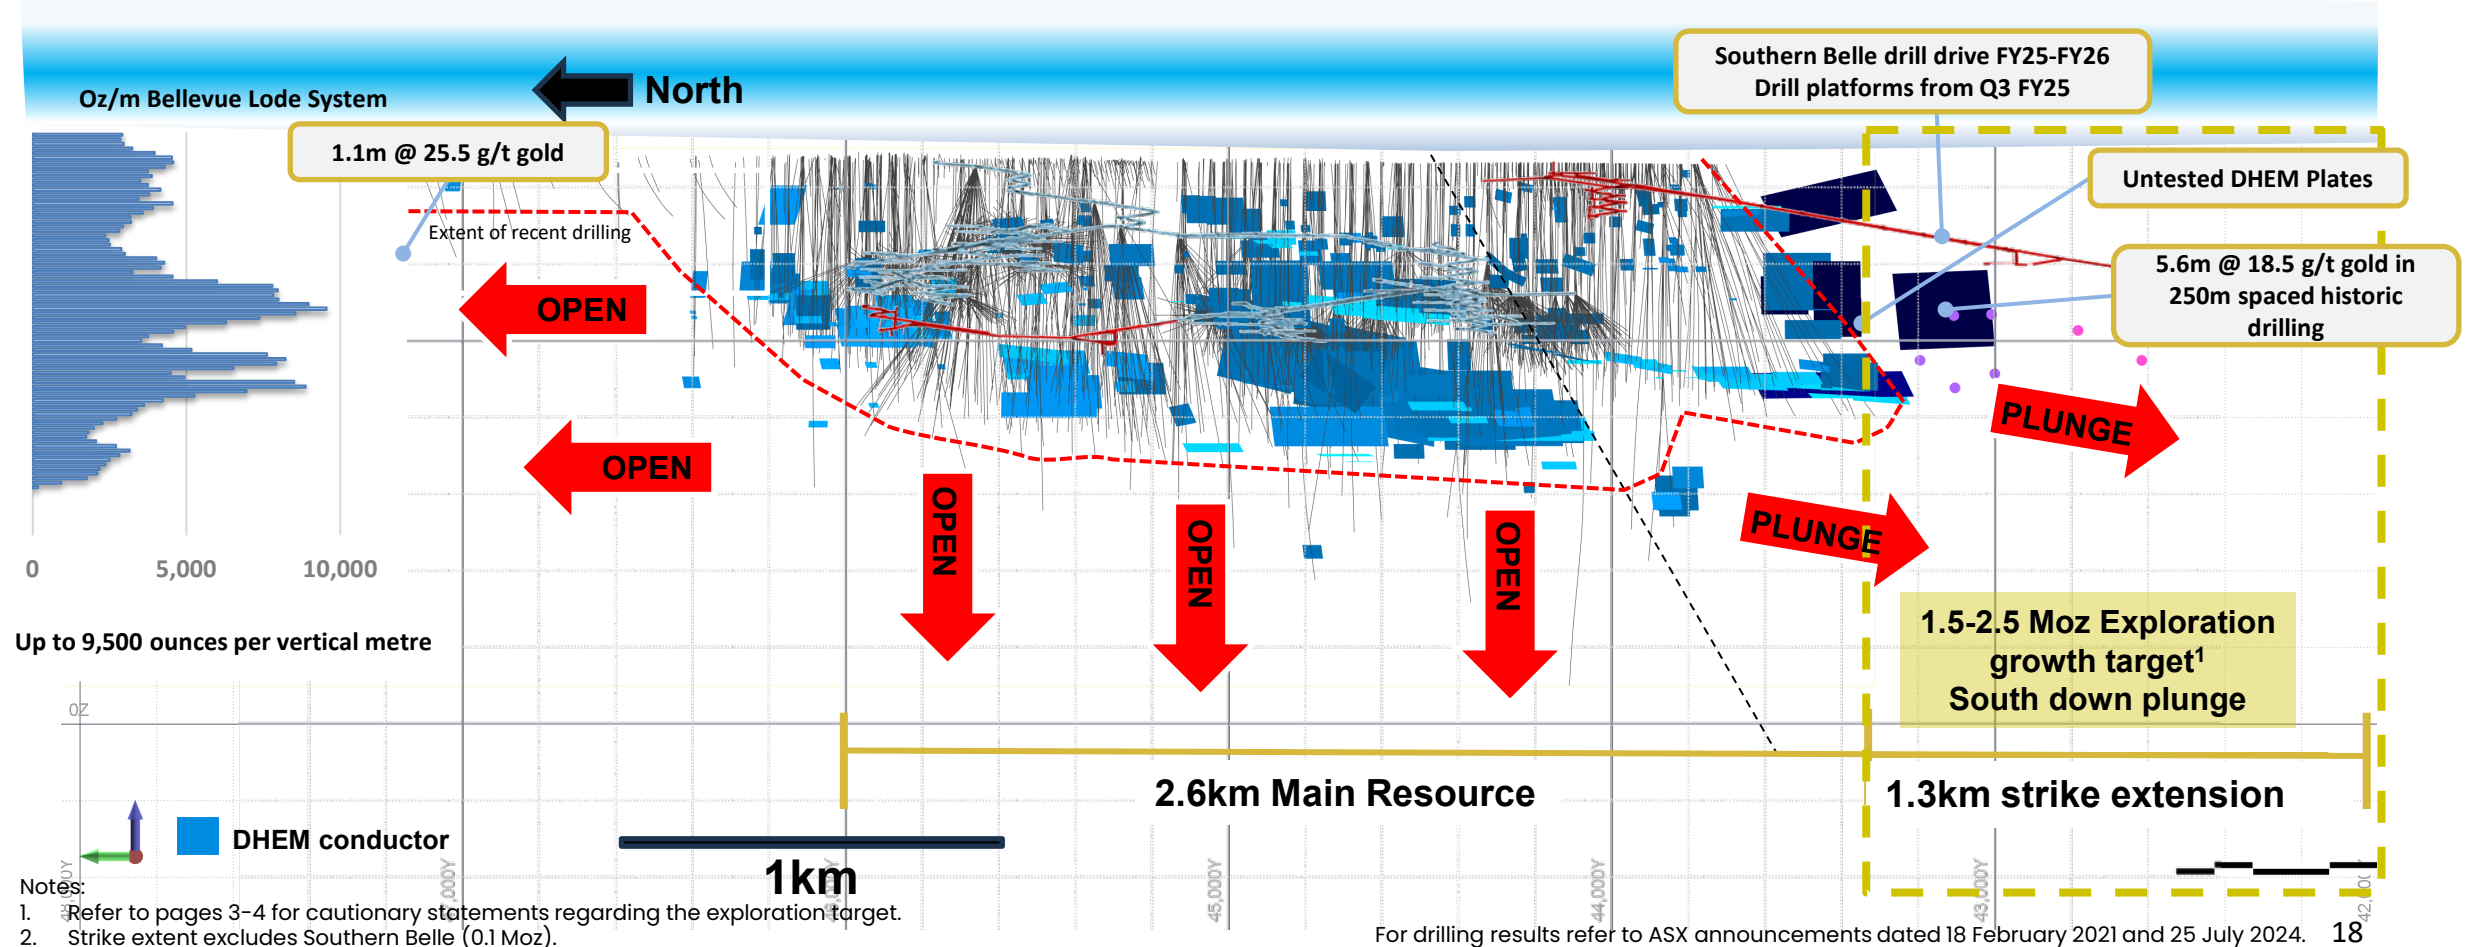 Southern Belle drill drive FY25-FY26
Drill platforms from Q3 FY25
North
Oz/m Bellevue Lode System
1.1m @ 25.5 g/t gold
Untested DHEM Plates
Extent of recent drilling
5.6m @ 18.5 g/t gold in
250m spaced historic
drilling
OPEN
PLUNGE
OPEN
OPEN
OPEN
OPEN
PLUNGE
0
5,000
10,000
Up to 9,500 ounces per vertical metre
1.5-2.5 Moz Exploration
growth target¹
South down plunge
0Z
2.6km Main Resource
1.3km strike extension
DHEM conductor
1km
45,000Y
44,000Y
43,000Y
Notes:
1. Refer to pages 3-4 for cautionary statements regarding the exploration target.
2. Strike extent excludes Southern Belle (0.1 Moz).
For drilling results refer to ASX announcements dated 18 February 2021 and 25 July 2024.
18